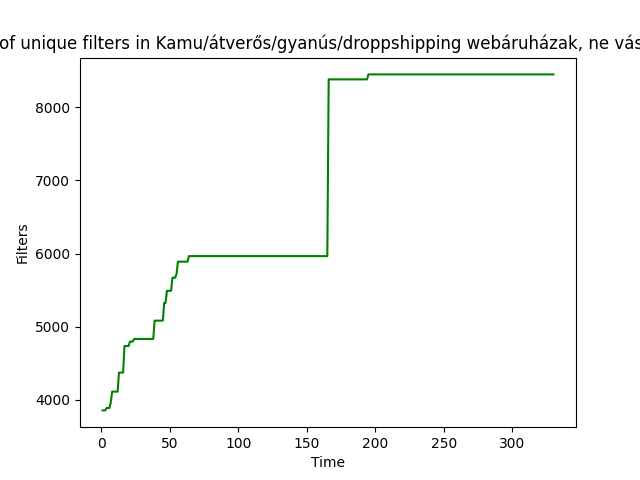 of unique filters in Kamu/átverős/gyanús/droppshipping webáruházak, ne vás
8000
7000
6000
5000
4000
Filters
0 50 100 150 200 250 300
Time